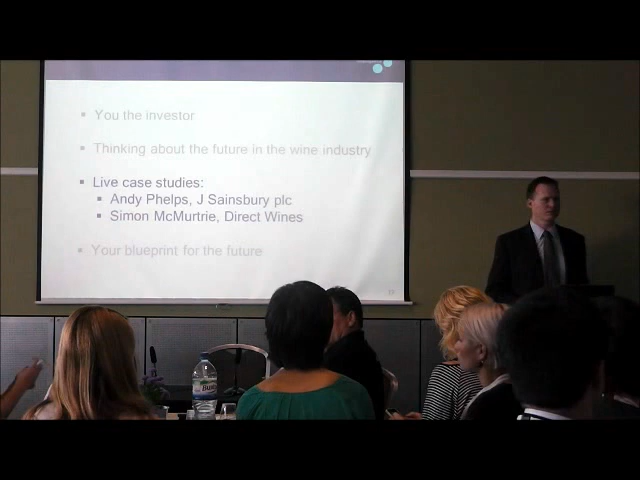 You the investor
Thinking about the future in the wine industry
Live case studies:
Andy Phelps, J Sainsbury plc
Simon McMurtrie, Direct Wines
Your blueprint for the future